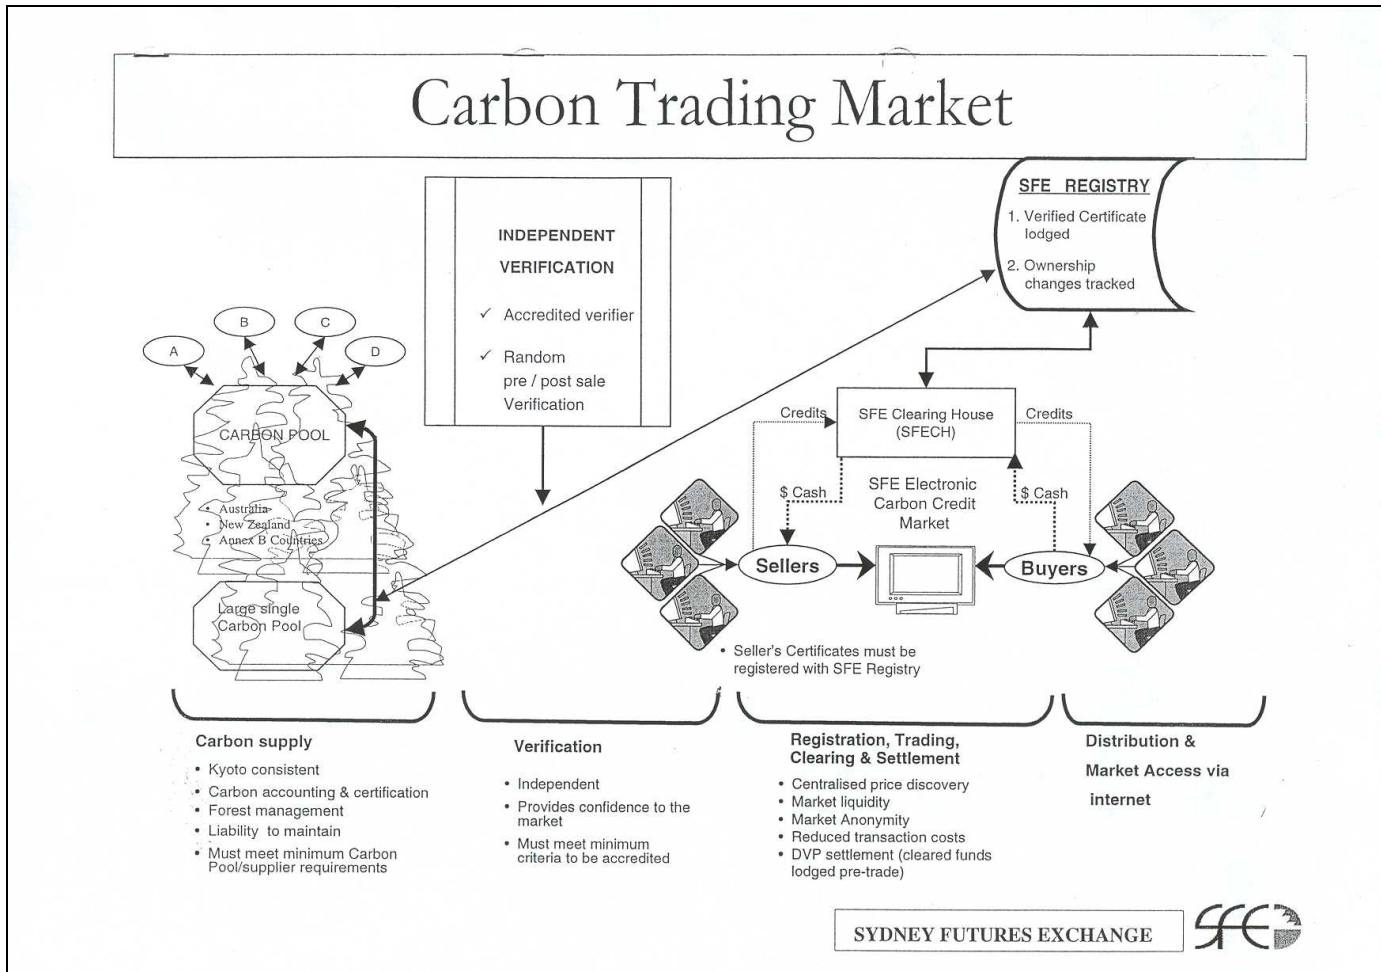 Carbon Trading Market
SFE REGISTRY
1. Verified Certificate
lodged
2. Ownership
changes tracked
INDEPENDENT
VERIFICATION
✓ Accredited verifier
✓ Random
pre / post sale
Verification
A
B
C
D
CARBON POOL
• Australia
• New Zealand
• Annex B Countries
Large single
Carbon Pool
Credits
SFE Clearing House
(SFECH)
Credits
$ Cash
SFE Electronic
Carbon Credit
Market
$ Cash
Sellers
Buyers
• Seller's Certificates must be
registered with SFE Registry
Carbon supply
• Kyoto consistent
• Carbon accounting & certification
• Forest management
• Liability to maintain
• Must meet minimum Carbon
Pool/supplier requirements
Verification
• Independent
• Provides confidence to the
market
• Must meet minimum
criteria to be accredited
Registration, Trading,
Clearing & Settlement
• Centralised price discovery
• Market liquidity
• Market Anonymity
• Reduced transaction costs
• DVP settlement (cleared funds
lodged pre-trade)
Distribution &
Market Access via
internet
SYDNEY FUTURES EXCHANGE
SFE